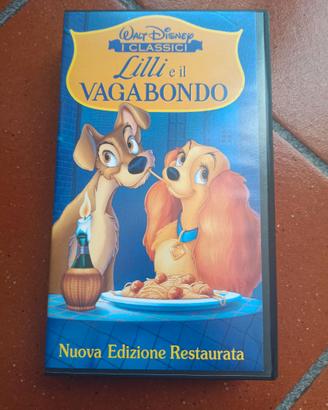 Walt Disney
I CLASSICI
Lilli e il
VAGABONDO
Nuova Edizione Restaurata